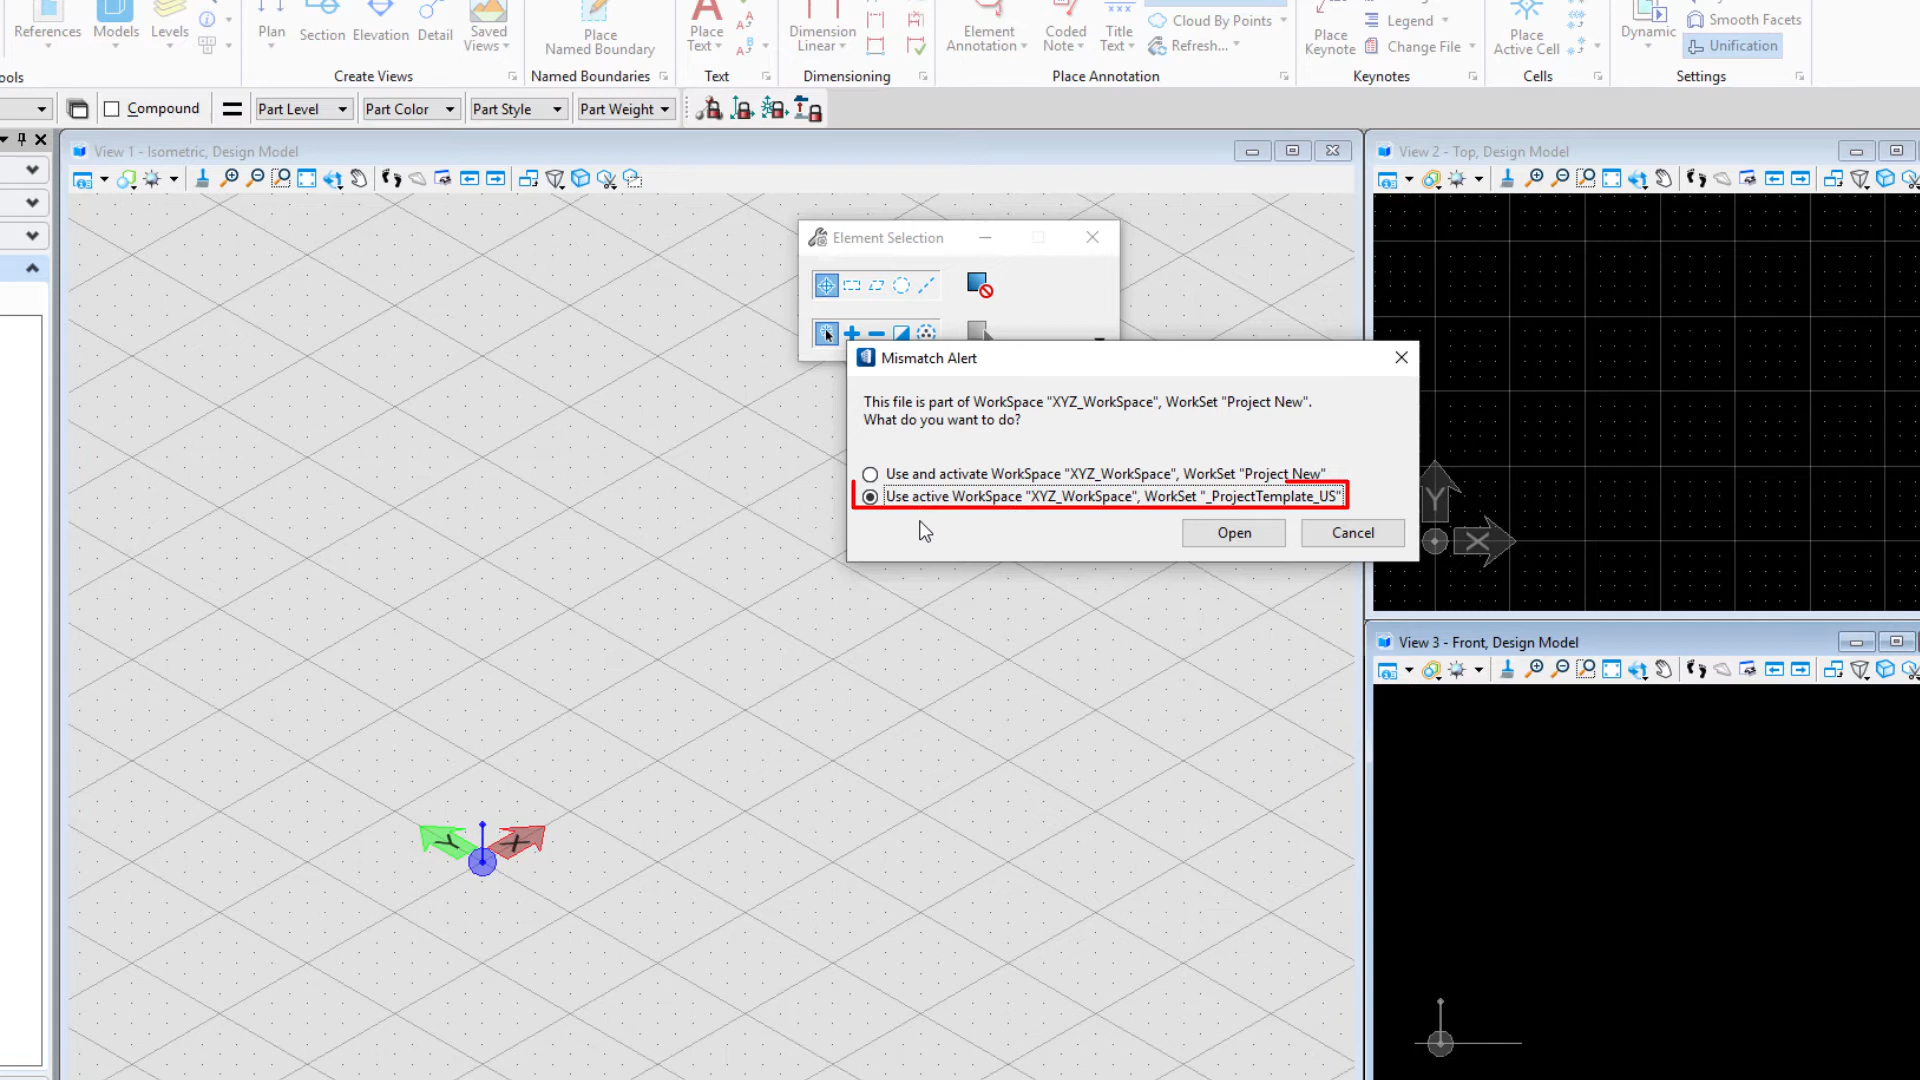 References Models Levels Plan Section Elevation Detail Saved Views Place Named Boundary Place Text Dimension Linear Element Annotation Coded Note Title Text Cloud By Points Refresh... Place Keynote Legend Change File Place Active Cell Dynamic Smooth Facets Unification
ools Create Views Named Boundaries Text Dimensioning Place Annotation Keynotes Cells Settings
Compound Part Level Part Color Part Style Part Weight
View 1 - Isometric, Design Model
View 2 - Top, Design Model
Element Selection
Mismatch Alert
This file is part of WorkSpace "XYZ_WorkSpace", WorkSet "Project New".
What do you want to do?
Use and activate WorkSpace "XYZ_WorkSpace", WorkSet "Project New"
Use active WorkSpace "XYZ_WorkSpace", WorkSet "_ProjectTemplate_US"
Open Cancel
Y
X
View 3 - Front, Design Model
Y X